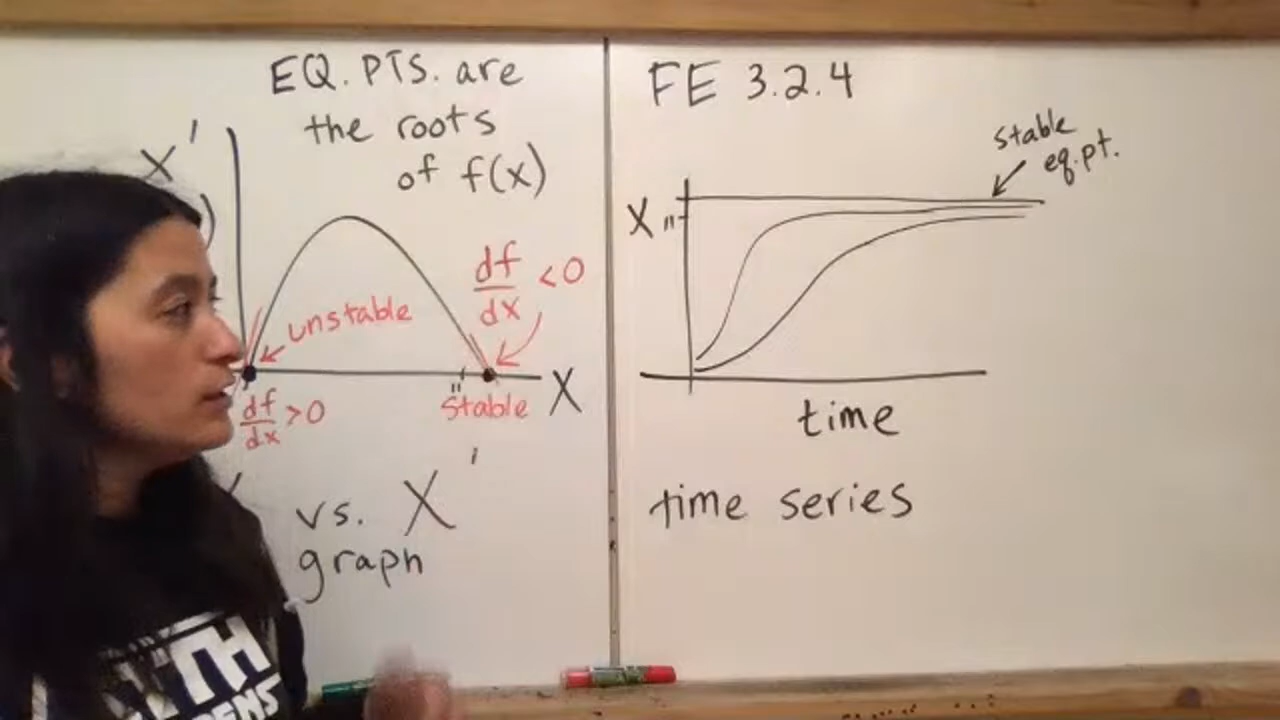 EQ. PTS. are
the roots
of f(x)
X'
)
df/dx < 0
unstable
df/dx > 0
"
stable
X
vs. X'
graph
FE 3.2.4
stable
eq. pt.
X "
time
time series